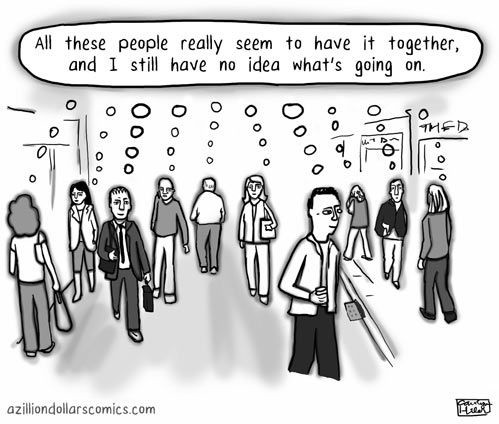 All these people really seem to have it together,
and I still have no idea what's going on.
azilliondollarscomics.com